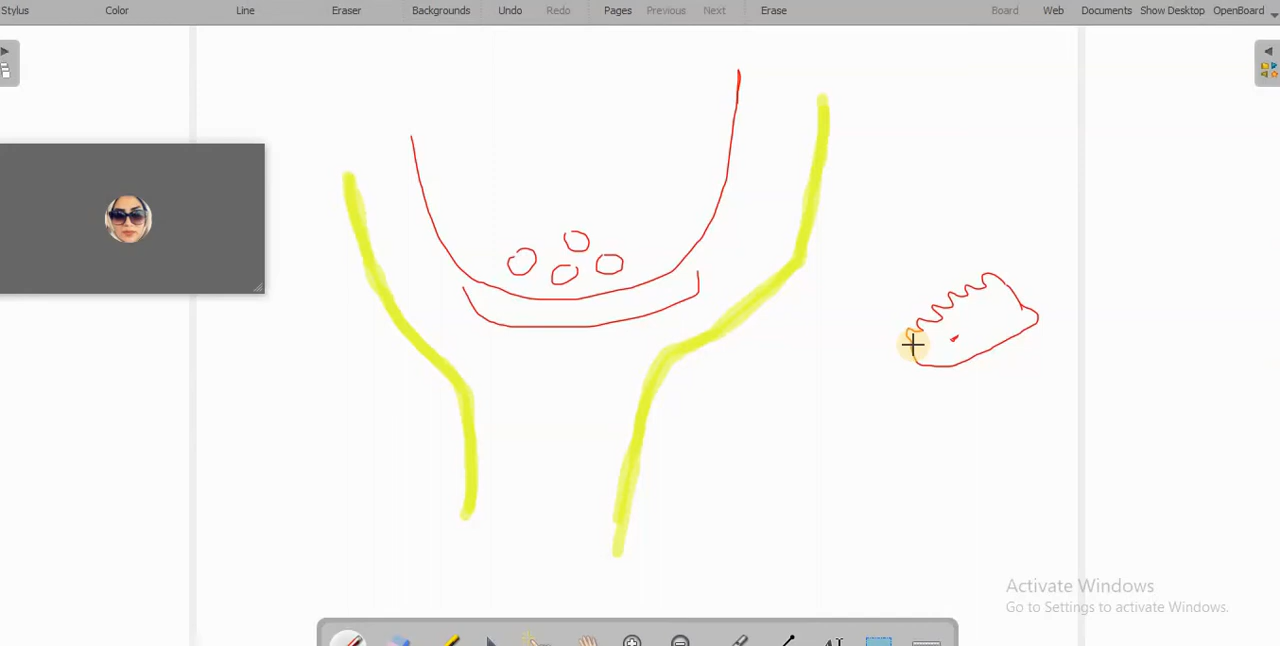 Stylus Color Line Eraser Backgrounds Undo Redo Pages Previous Next Erase Board Web Documents Show Desktop OpenBoard
Activate Windows
Go to Settings to activate Windows.